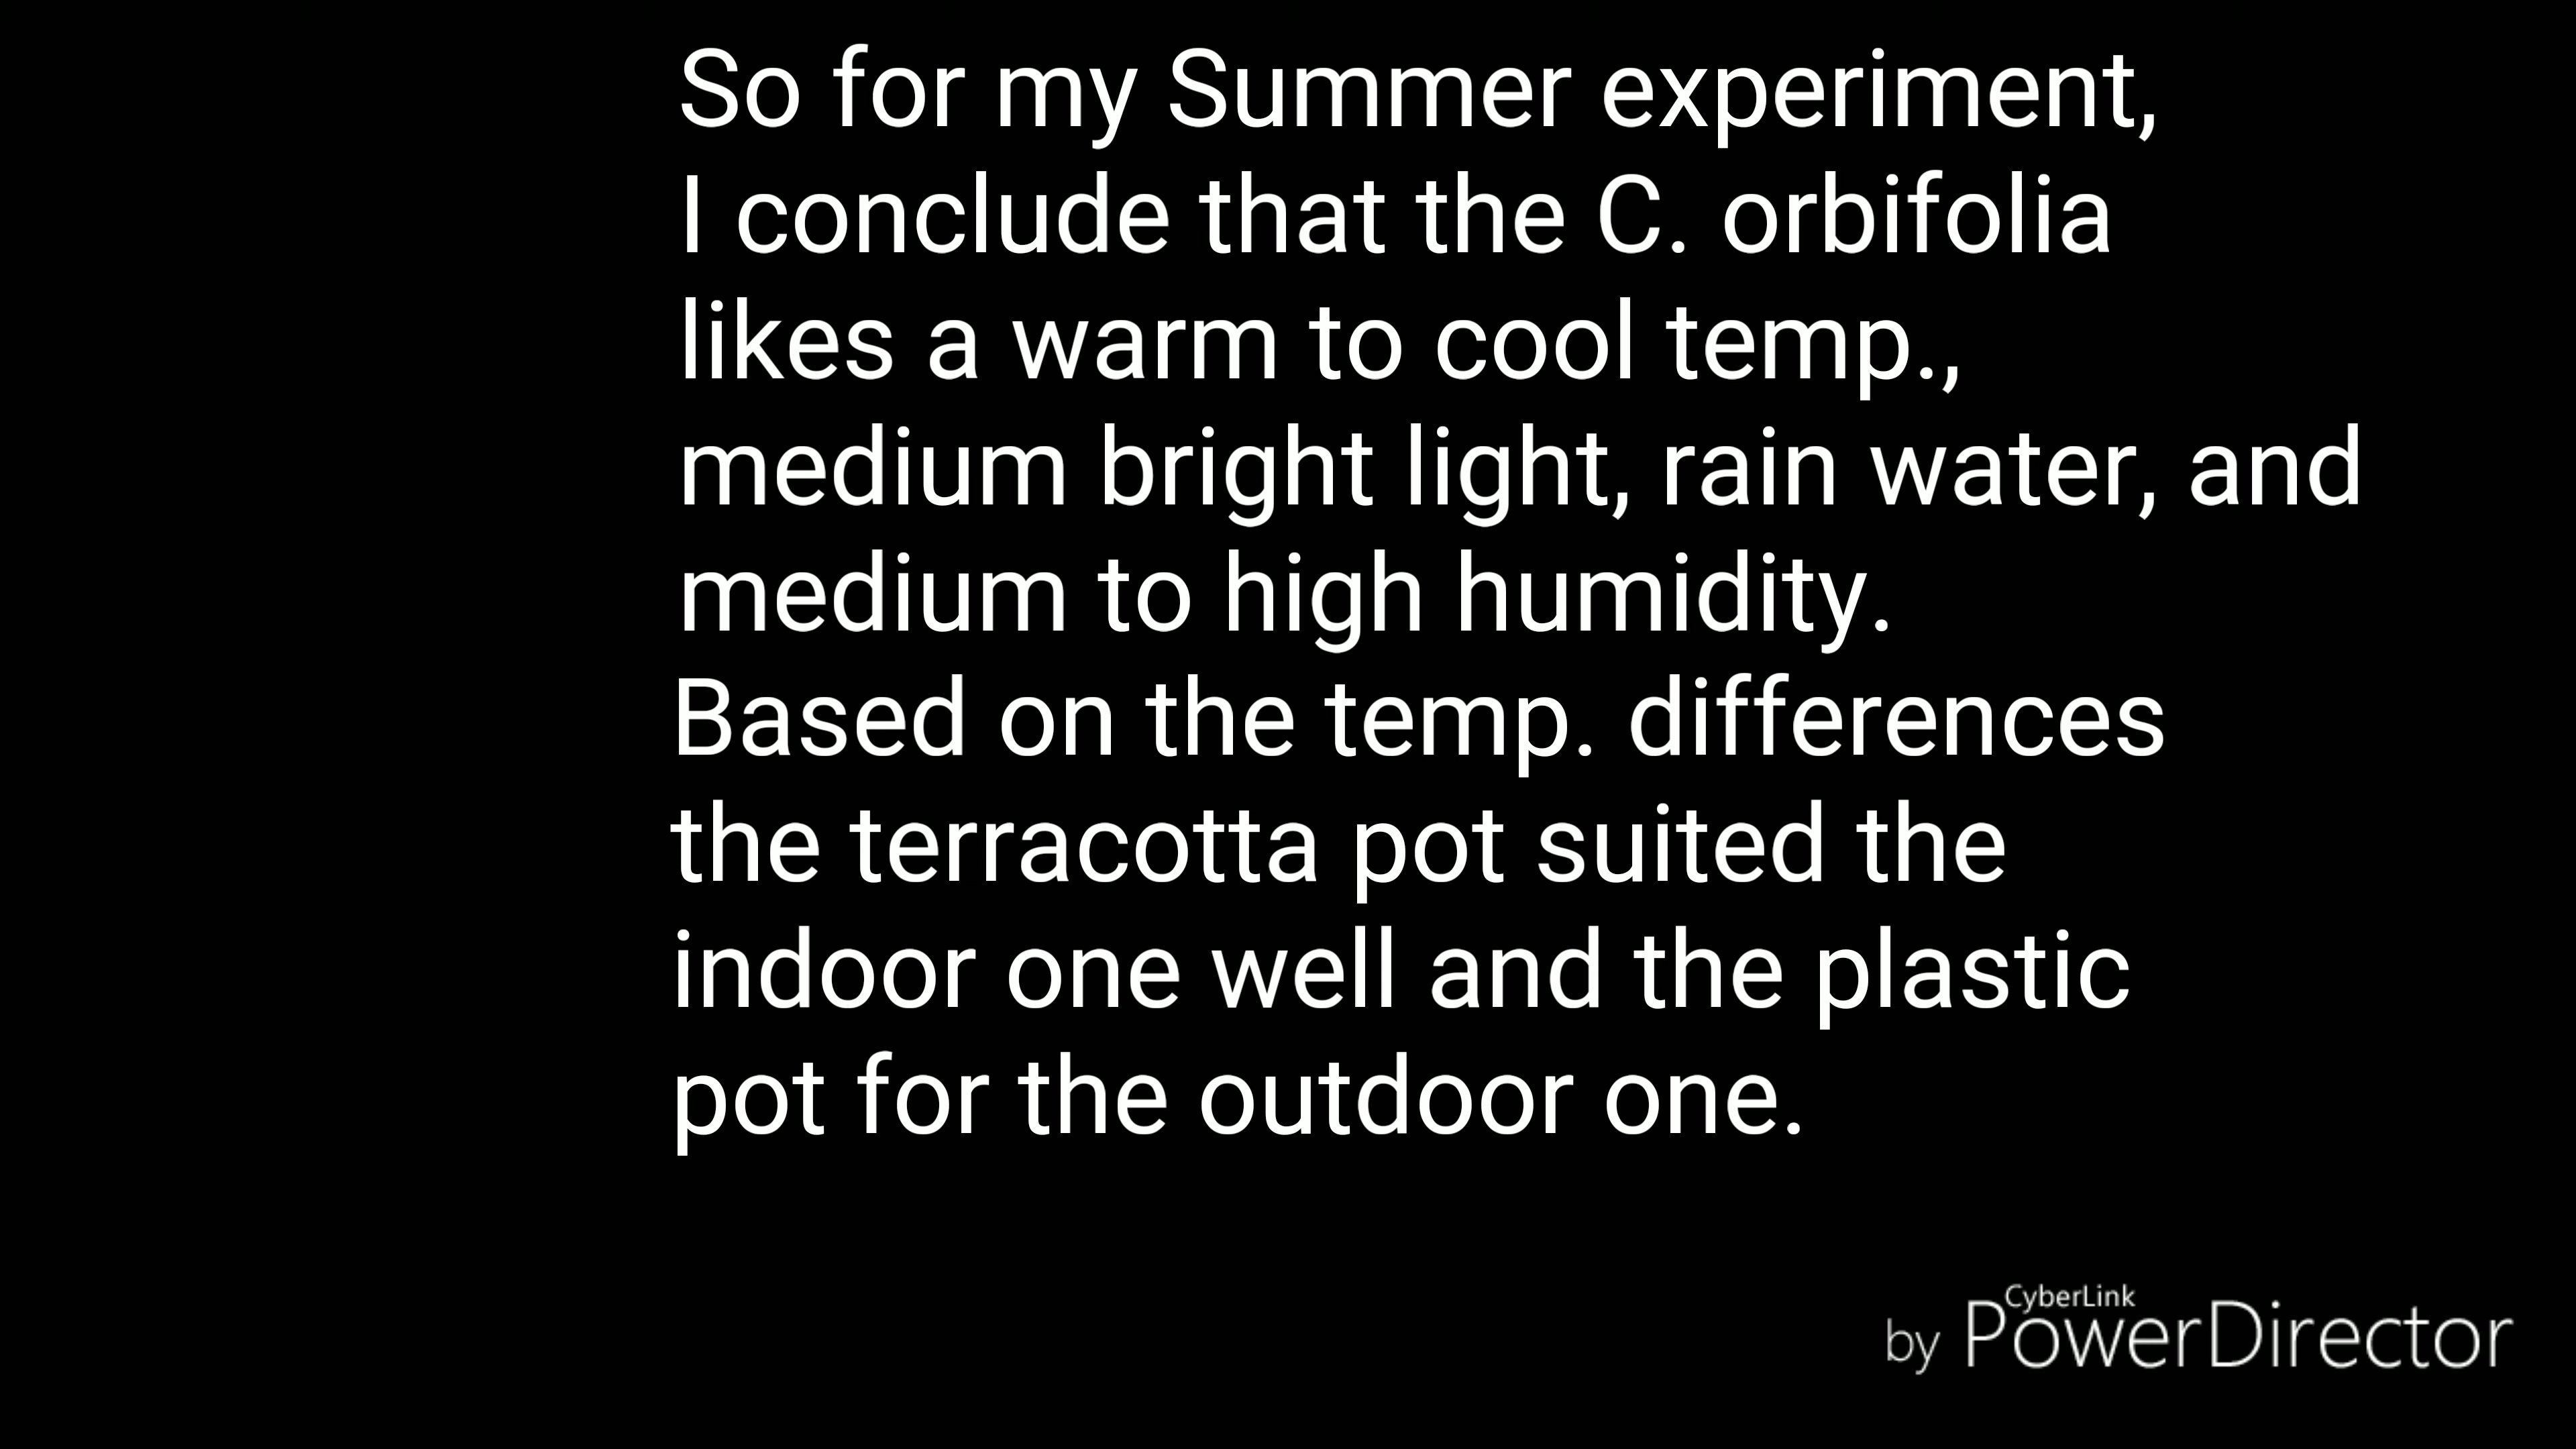 So for my Summer experiment,
I conclude that the C. orbifolia
likes a warm to cool temp.,
medium bright light, rain water, and
medium to high humidity.
Based on the temp. differences
the terracotta pot suited the
indoor one well and the plastic
pot for the outdoor one.
CyberLink
by PowerDirector